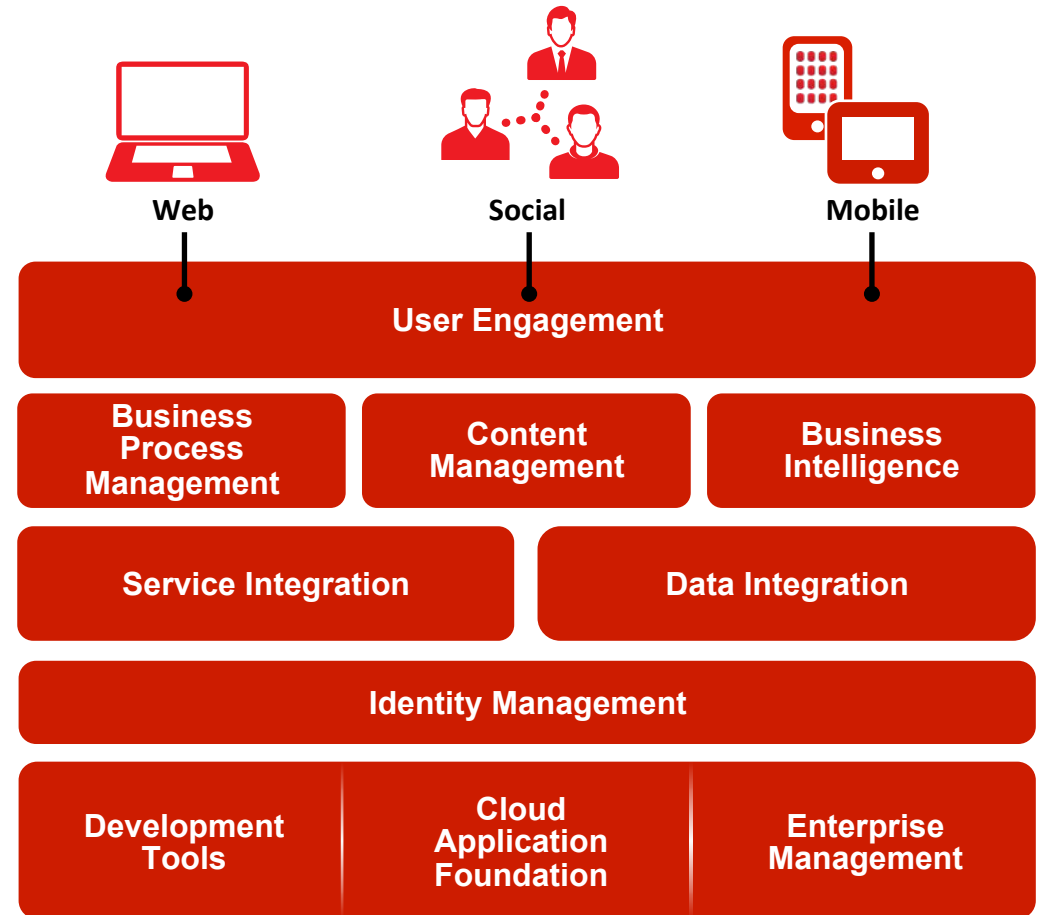 Web
Social
Mobile
User Engagement
Business
Process
Management
Content
Management
Business
Intelligence
Service Integration
Data Integration
Identity Management
Development
Tools
Cloud
Application
Foundation
Enterprise
Management